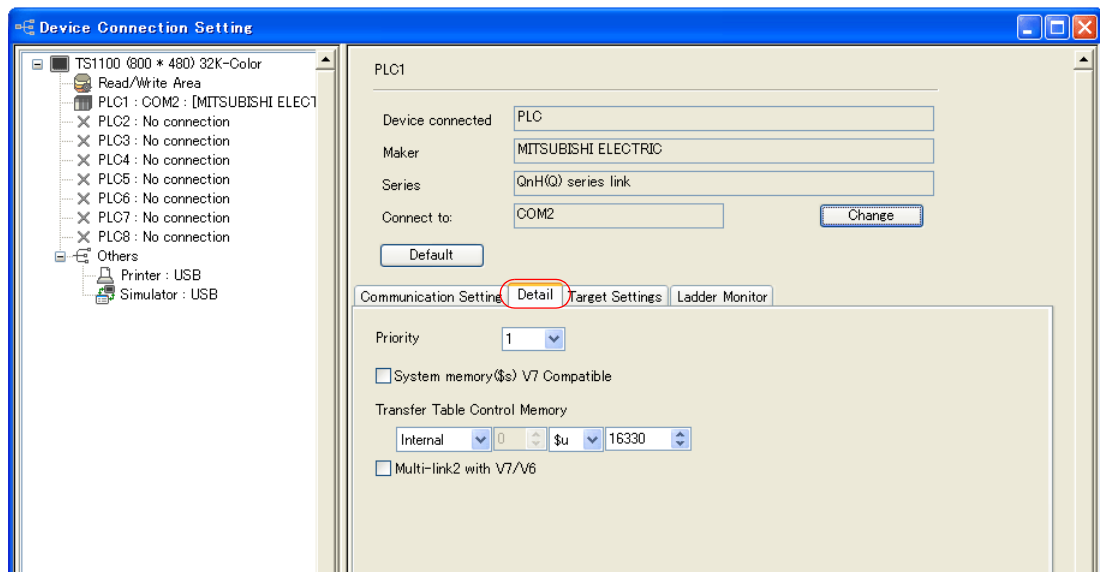 Device Connection Setting
TS1100 (800 * 480) 32K-Color
Read/Write Area
PLC1 : COM2 : [MITSUBISHI ELECT
PLC2 : No connection
PLC3 : No connection
PLC4 : No connection
PLC5 : No connection
PLC6 : No connection
PLC7 : No connection
PLC8 : No connection
Others
Printer : USB
Simulator : USB
PLC1
Device connected PLC
Maker MITSUBISHI ELECTRIC
Series QnH(Q) series link
Connect to: COM2 Change
Default
Communication Setting Detail Target Settings Ladder Monitor
Priority 1
System memory($s) V7 Compatible
Transfer Table Control Memory
Internal 0 $u 16330
Multi-link2 with V7/V6